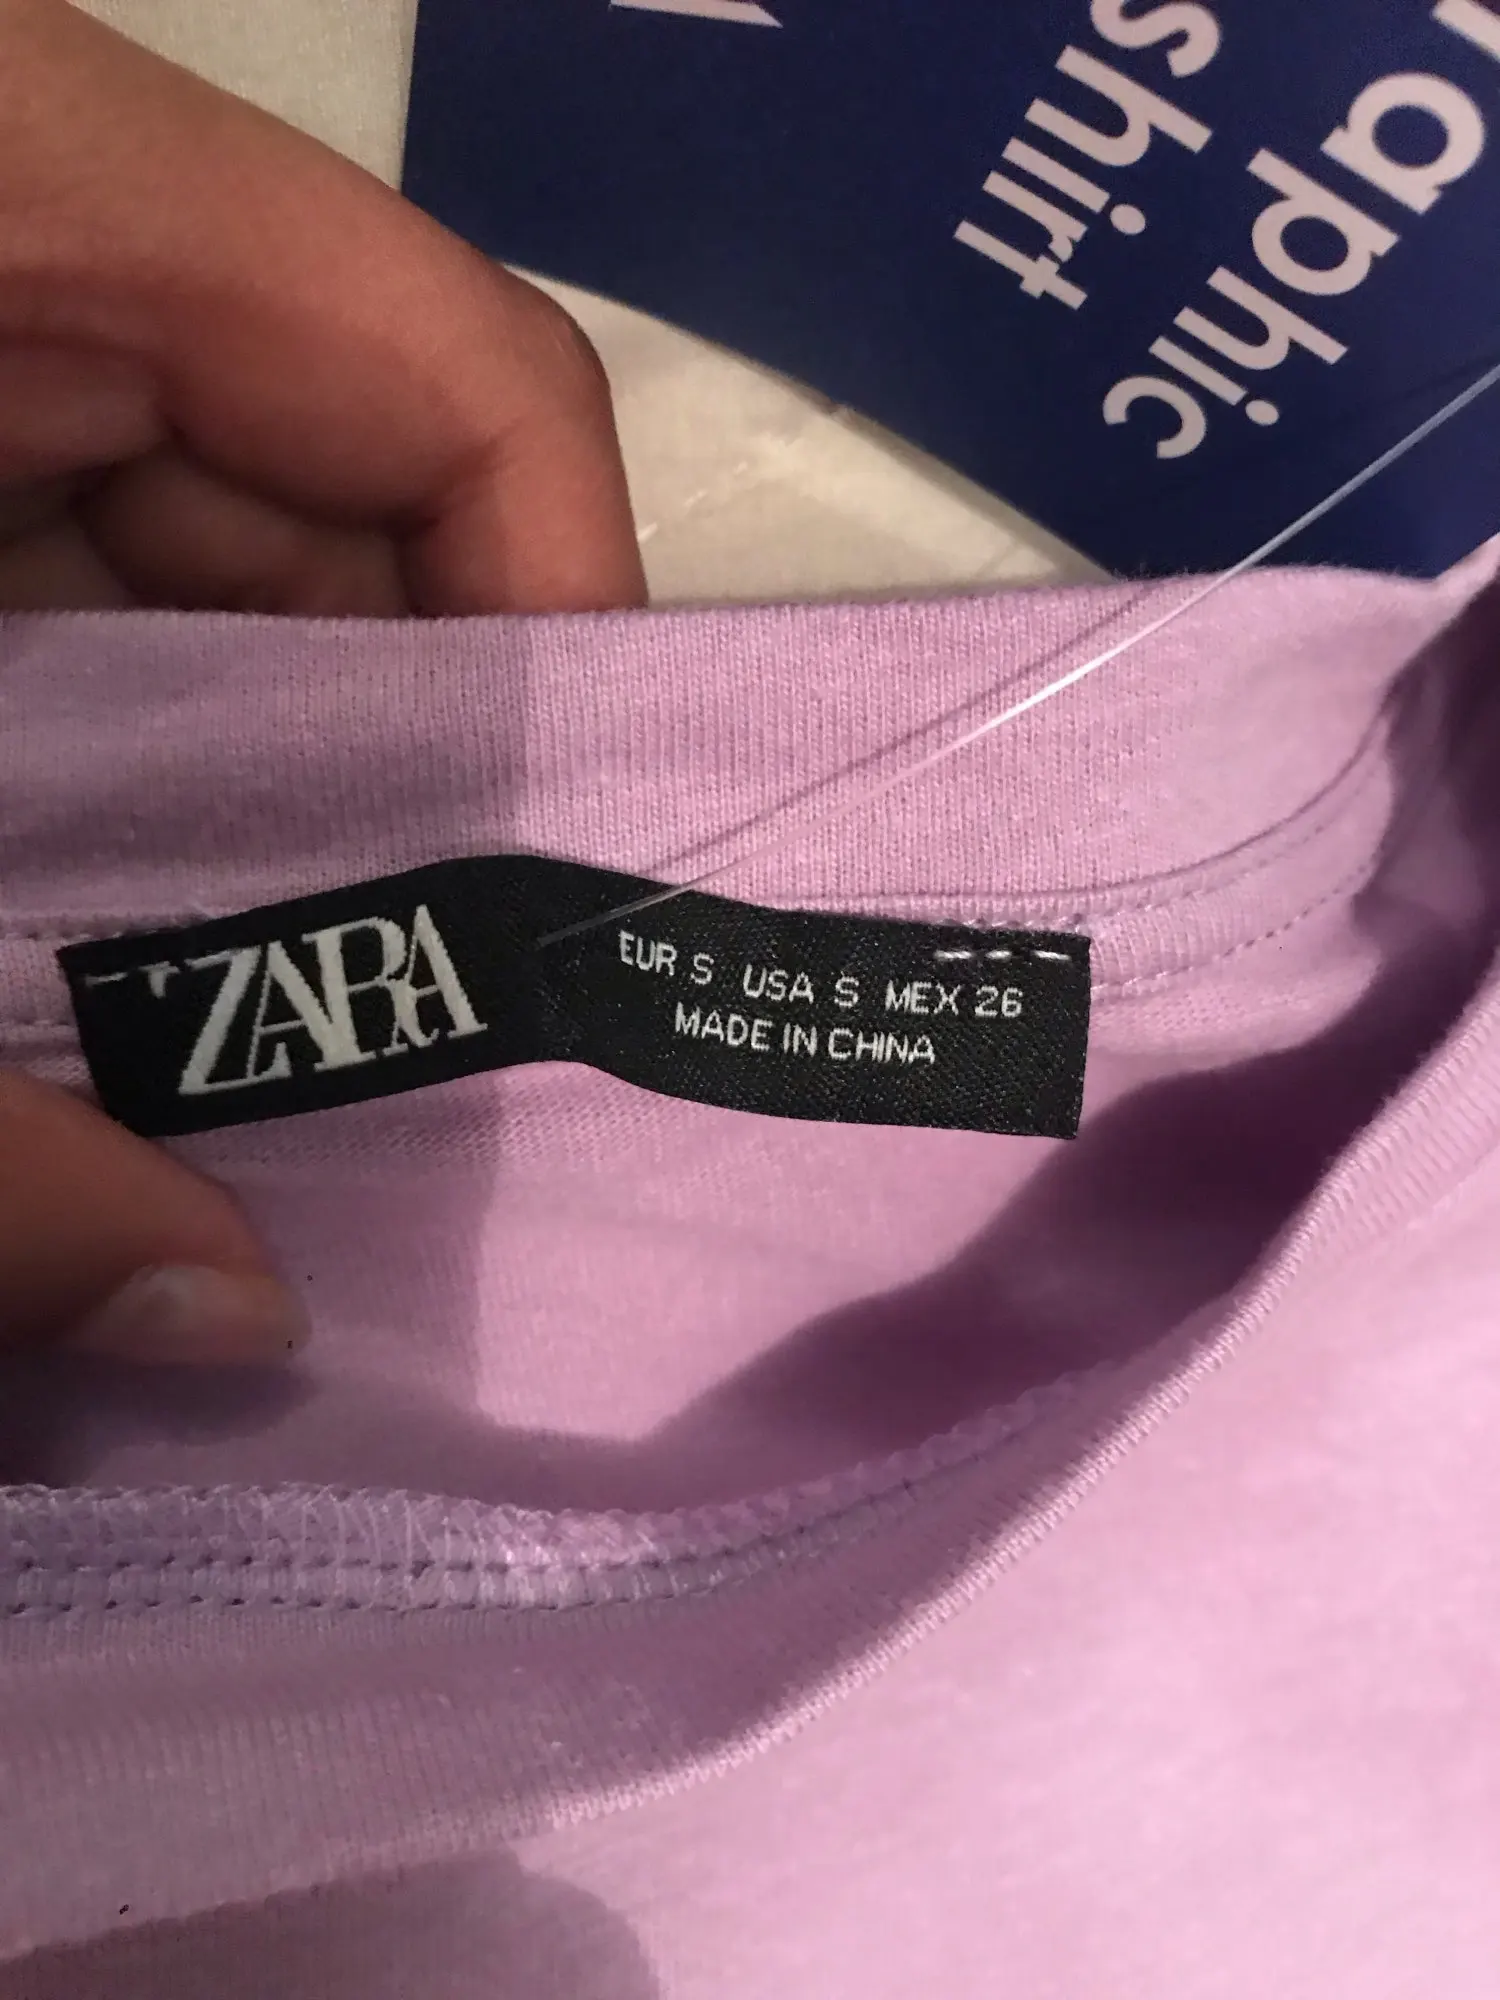 aphic
shirt
ZARA
EUR S USA S MEX 26
MADE IN CHINA